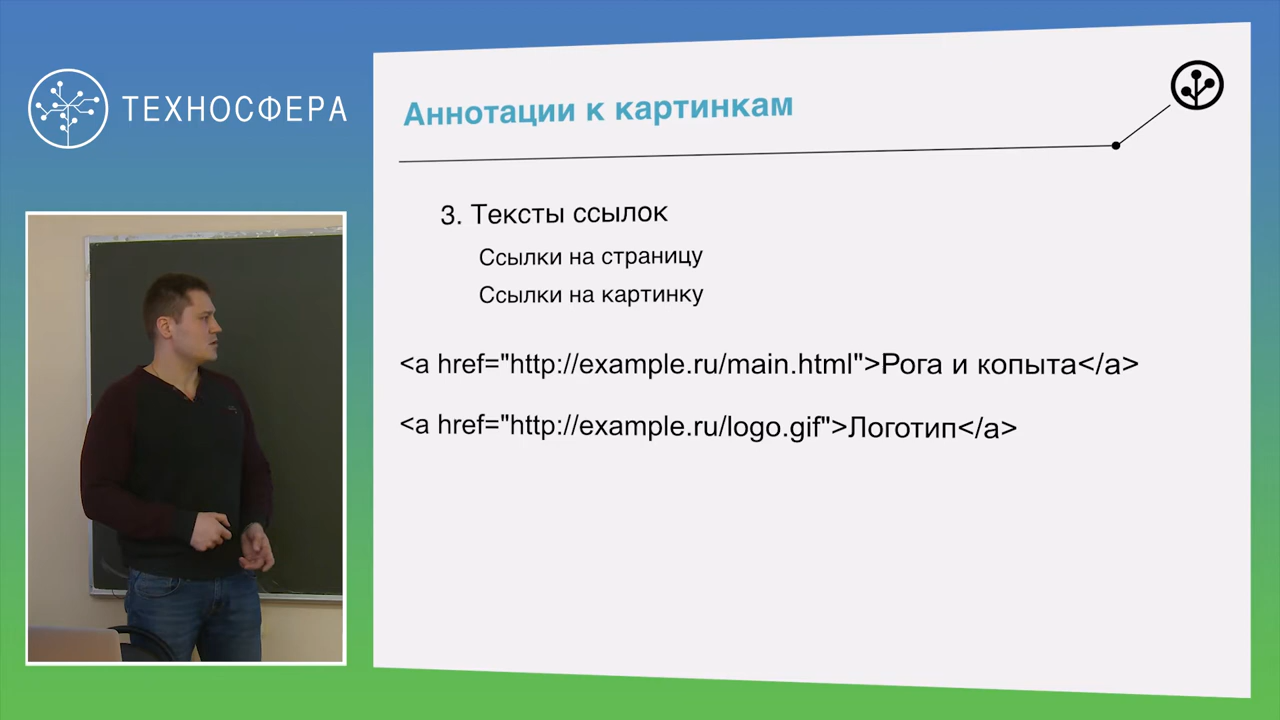 ТЕХНОСФЕРА
Аннотации к картинкам
3. Тексты ссылок
Ссылки на страницу
Ссылки на картинку
<a href="http://example.ru/main.html">Рога и копыта</a>
<a href="http://example.ru/logo.gif">Логотип</a>